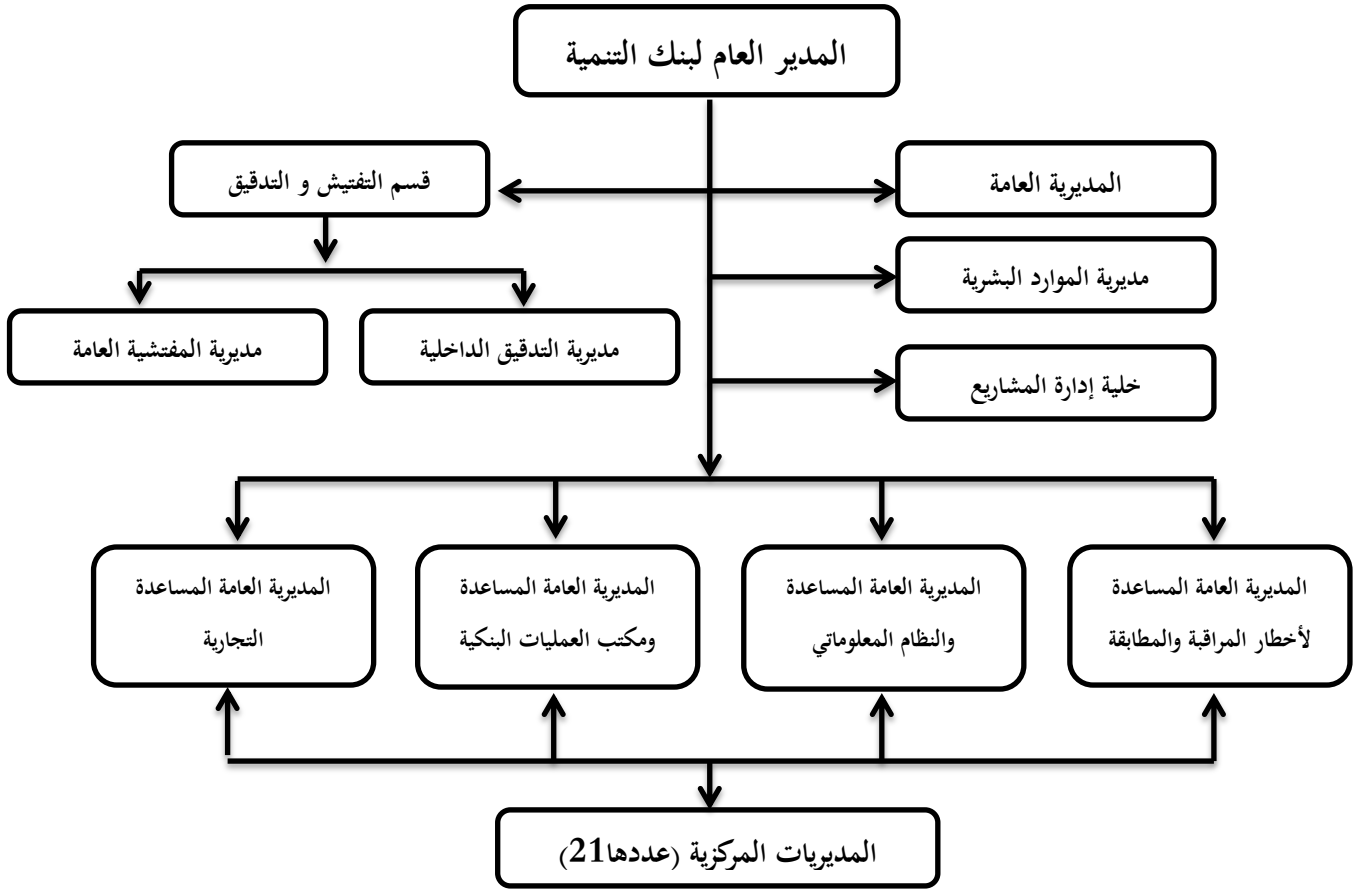 المدير العام لبنك التنمية
المديرية العامة
قسم التفتيش و التدقيق
مديرية الموارد البشرية
مديرية التدقيق الداخلية
مديرية المفتشية العامة
خلية إدارة المشاريع
المديرية العامة المساعدة
لأخطار المراقبة والمطابقة
المديرية العامة المساعدة
والنظام المعلوماتي
المديرية العامة المساعدة
ومكتب العمليات البنكية
المديرية العامة المساعدة
التجارية
المديريات المركزية (عددها21)